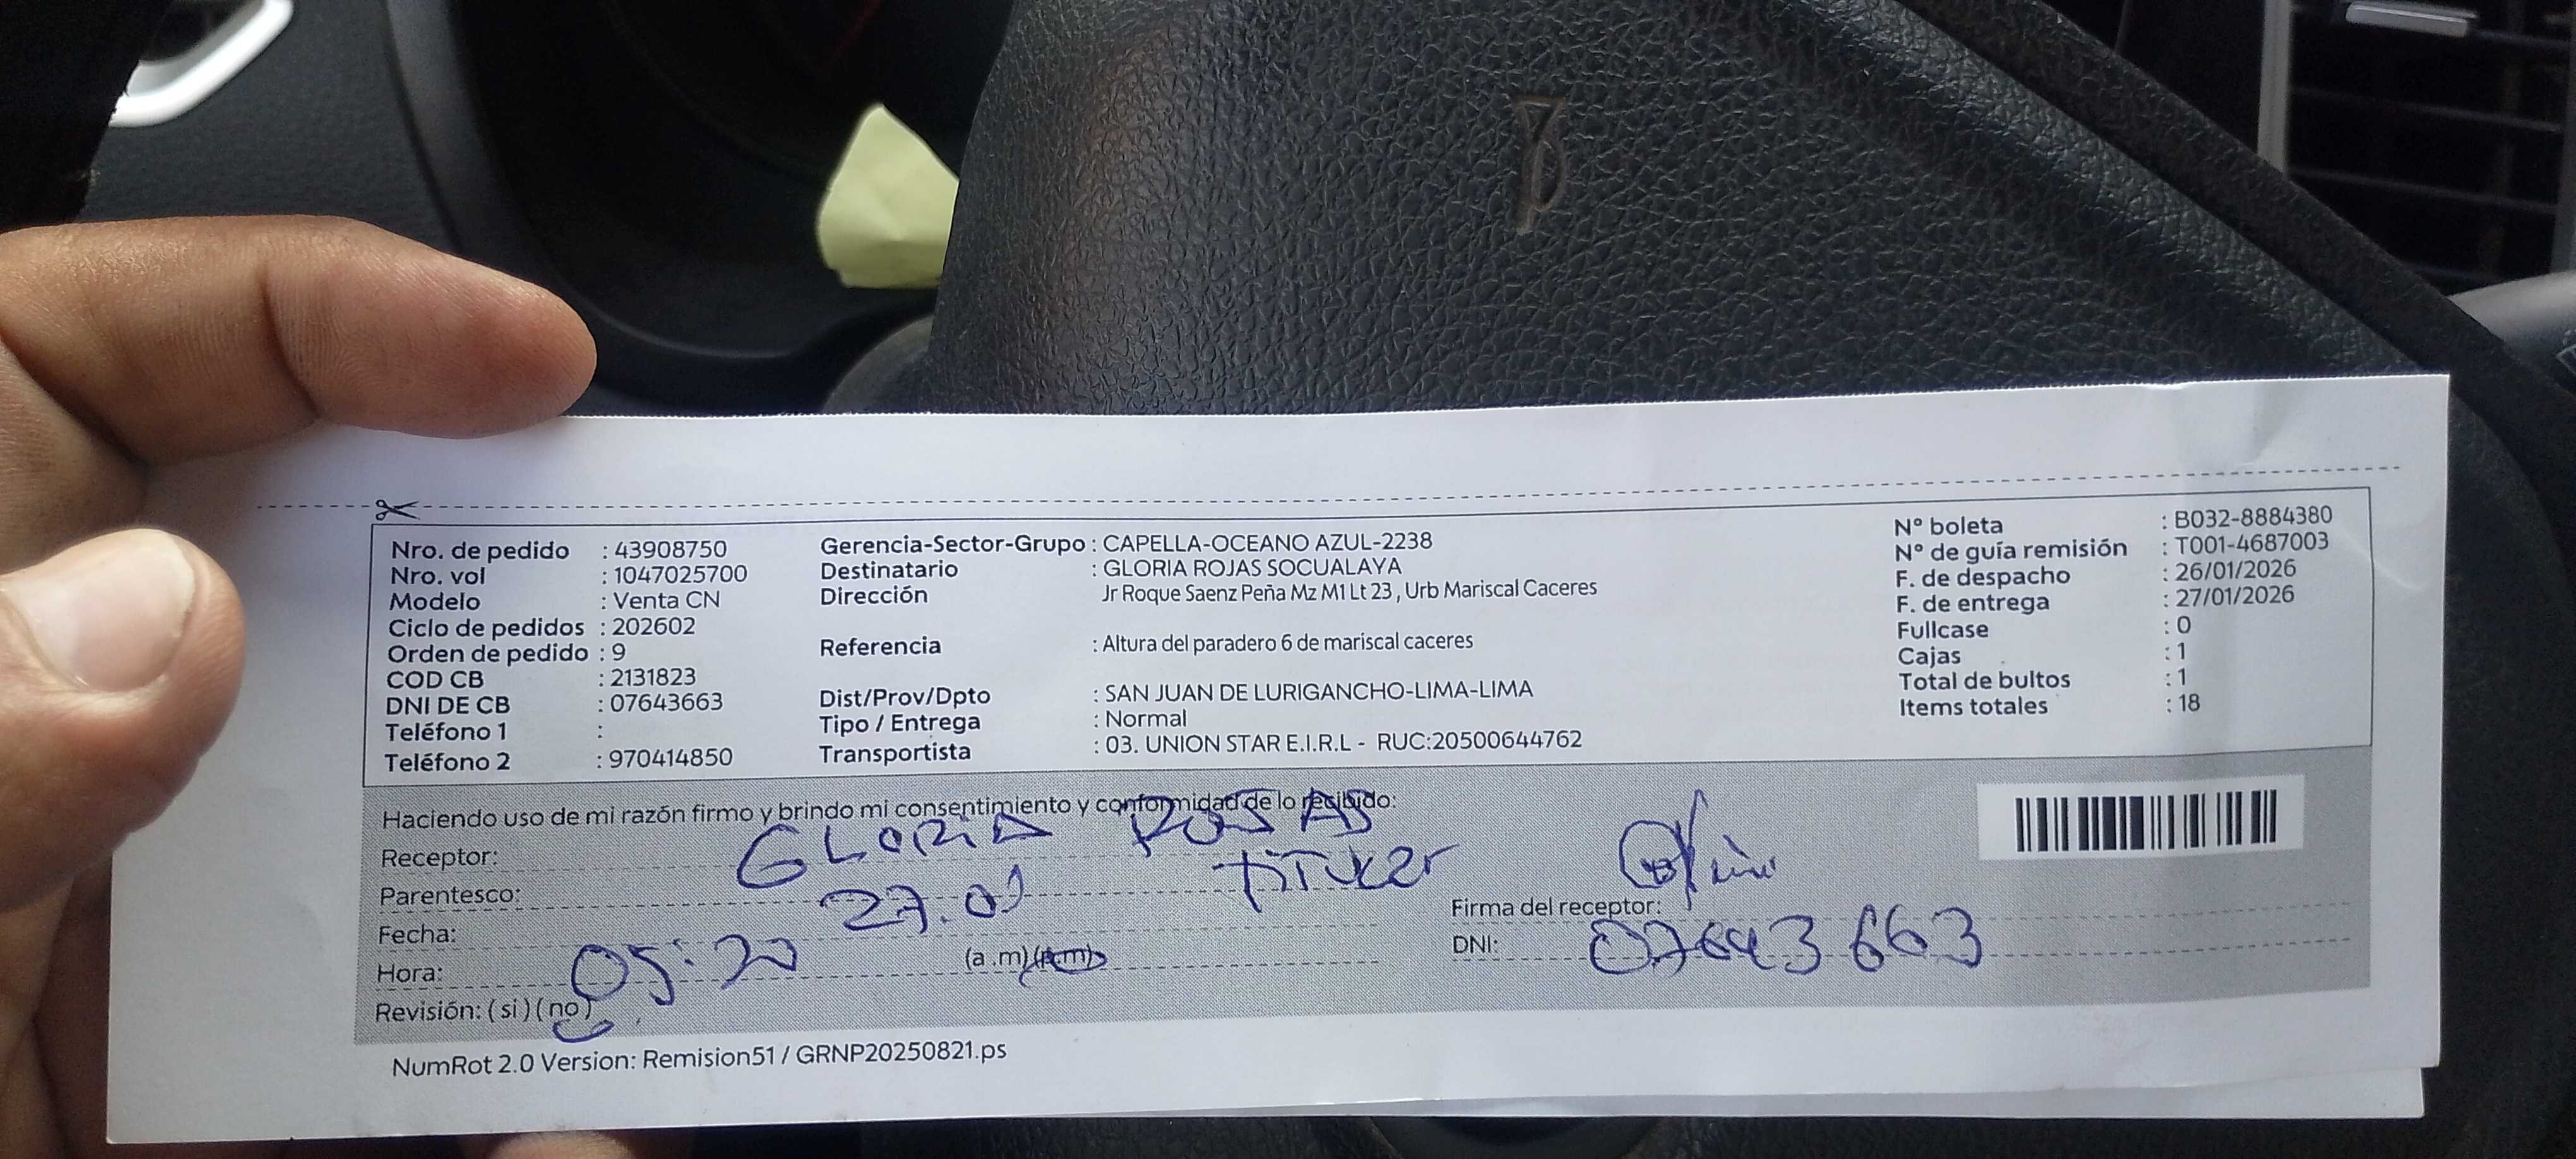 Nro. de pedido : 43908750
Nro. vol : 1047025700
Modelo : Venta CN
Ciclo de pedidos : 202602
Orden de pedido : 9
COD CB : 2131823
DNI DE CB : 07643663
Teléfono 1 :
Teléfono 2 : 970414850
Gerencia-Sector-Grupo : CAPELLA-OCEANO AZUL-2238
Destinatario : GLORIA ROJAS SOCUALAYA
Dirección Jr Roque Saenz Peña Mz M1 Lt 23 , Urb Mariscal Caceres
Referencia : Altura del paradero 6 de mariscal caceres
Dist/Prov/Dpto : SAN JUAN DE LURIGANCHO-LIMA-LIMA
Tipo / Entrega : Normal
Transportista : 03. UNION STAR E.I.R.L - RUC:20500644762
N° boleta : B032-8884380
N° de guía remisión : T001-4687003
F. de despacho : 26/01/2026
F. de entrega : 27/01/2026
Fullcase : 0
Cajas : 1
Total de bultos : 1
Items totales : 18
Haciendo uso de mi razón firmo y brindo mi consentimiento y conformidad de lo recibido:
Receptor: GLORIA ROJAS
Parentesco: TITULAR
Fecha: 27.01
Hora: 05:20 (a.m)(p.m)
Revisión: (si) (no)
Firma del receptor:
DNI: 07643663
NumRot 2.0 Version: Remision51 / GRNP20250821.ps